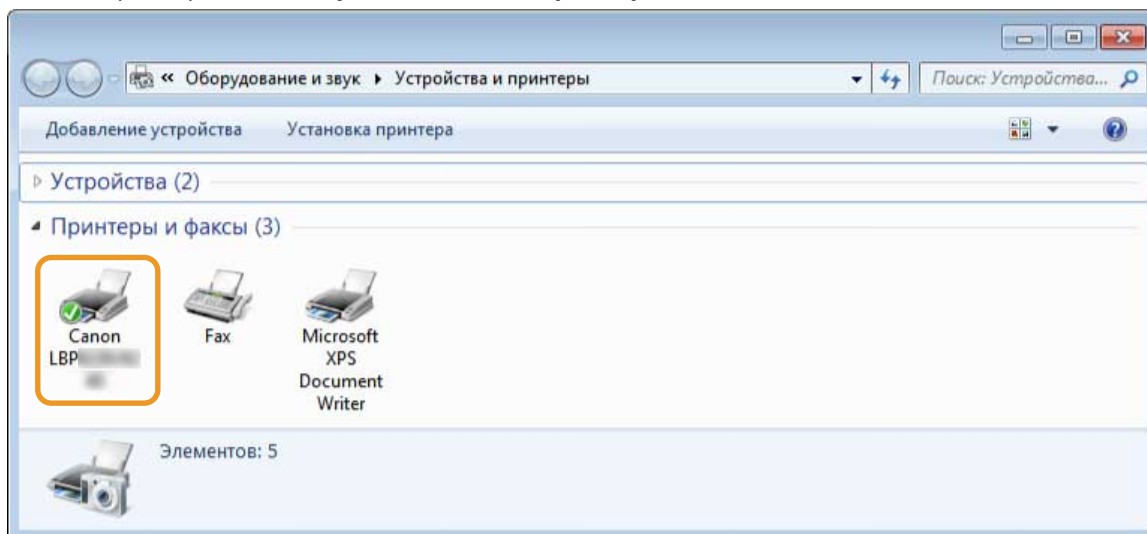 « Оборудование и звук ▸ Устройства и принтеры
Поиск: Устройства...
Добавление устройства Установка принтера
Устройства (2)
Принтеры и факсы (3)
Canon
LBP
Fax
Microsoft
XPS
Document
Writer
Элементов: 5